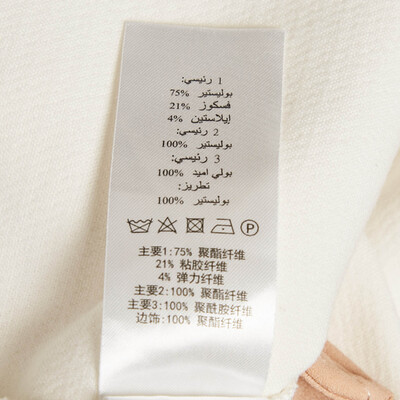 1 رئيسي:
بوليستير 75%
فسكوز 21%
إيلاستين 4%
2 رئيسي:
بوليستير 100%
3 رئيسي:
بولي اميد 100%
تطريز:
بوليستير 100%
P
主要1:75% 聚酯纤维
21% 粘胶纤维
4% 弹力纤维
主要2:100% 聚酯纤维
主要3:100% 聚酰胺纤维
边饰:100% 聚酯纤维